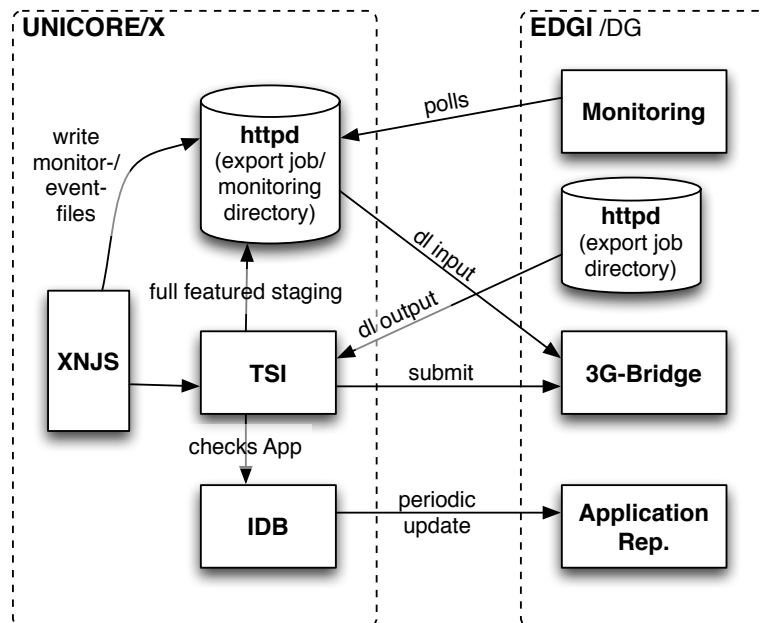 UNICORE/X
EDGI /DG
httpd
(export job/
monitoring
directory)
polls
Monitoring
write
monitor-/
event-
files
httpd
(export job
directory)
dl input
full featured staging
dl output
XNJS
TSI
submit
3G-Bridge
checks App
IDB
periodic
update
Application
Rep.